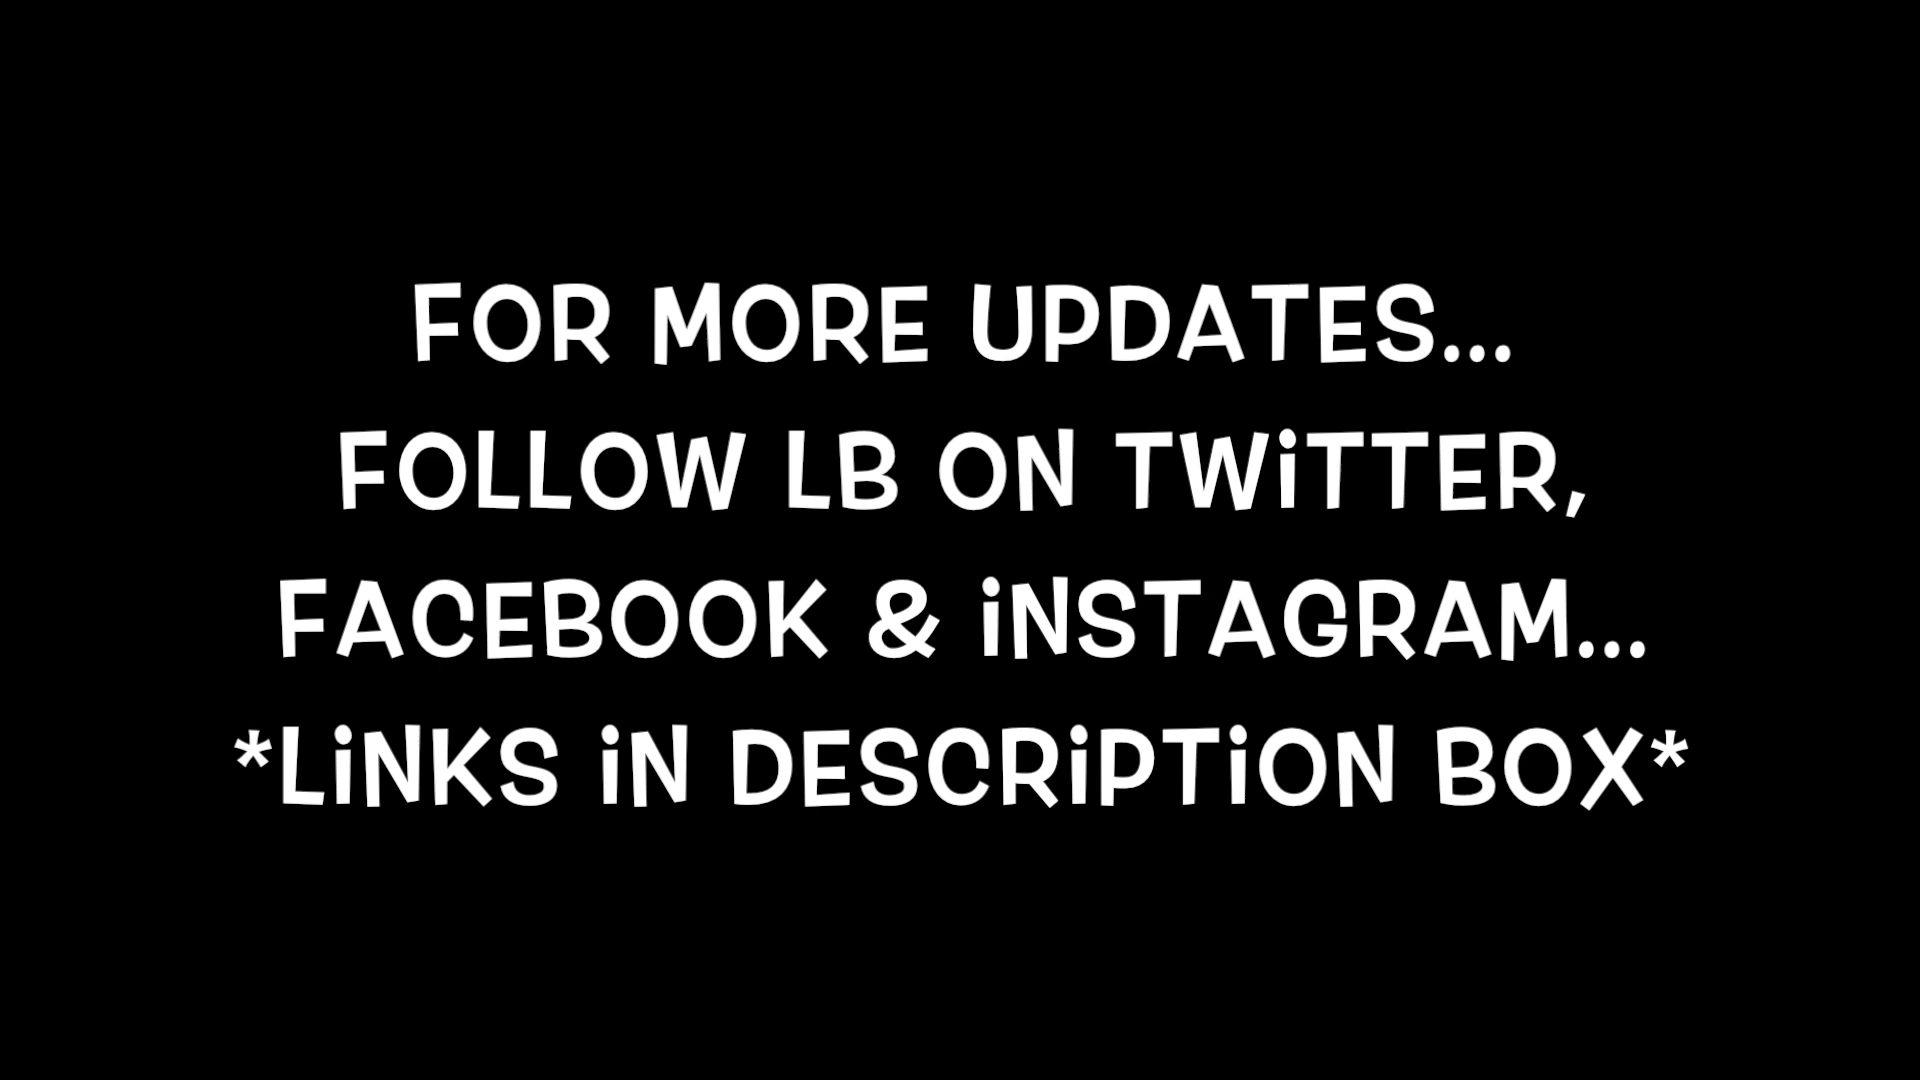 FOR MORE UPDATES...
FOLLOW LB ON TWiTTER,
FACEBOOK & iNSTAGRAM...
*LiNKS iN DESCRiPTiON BOX*